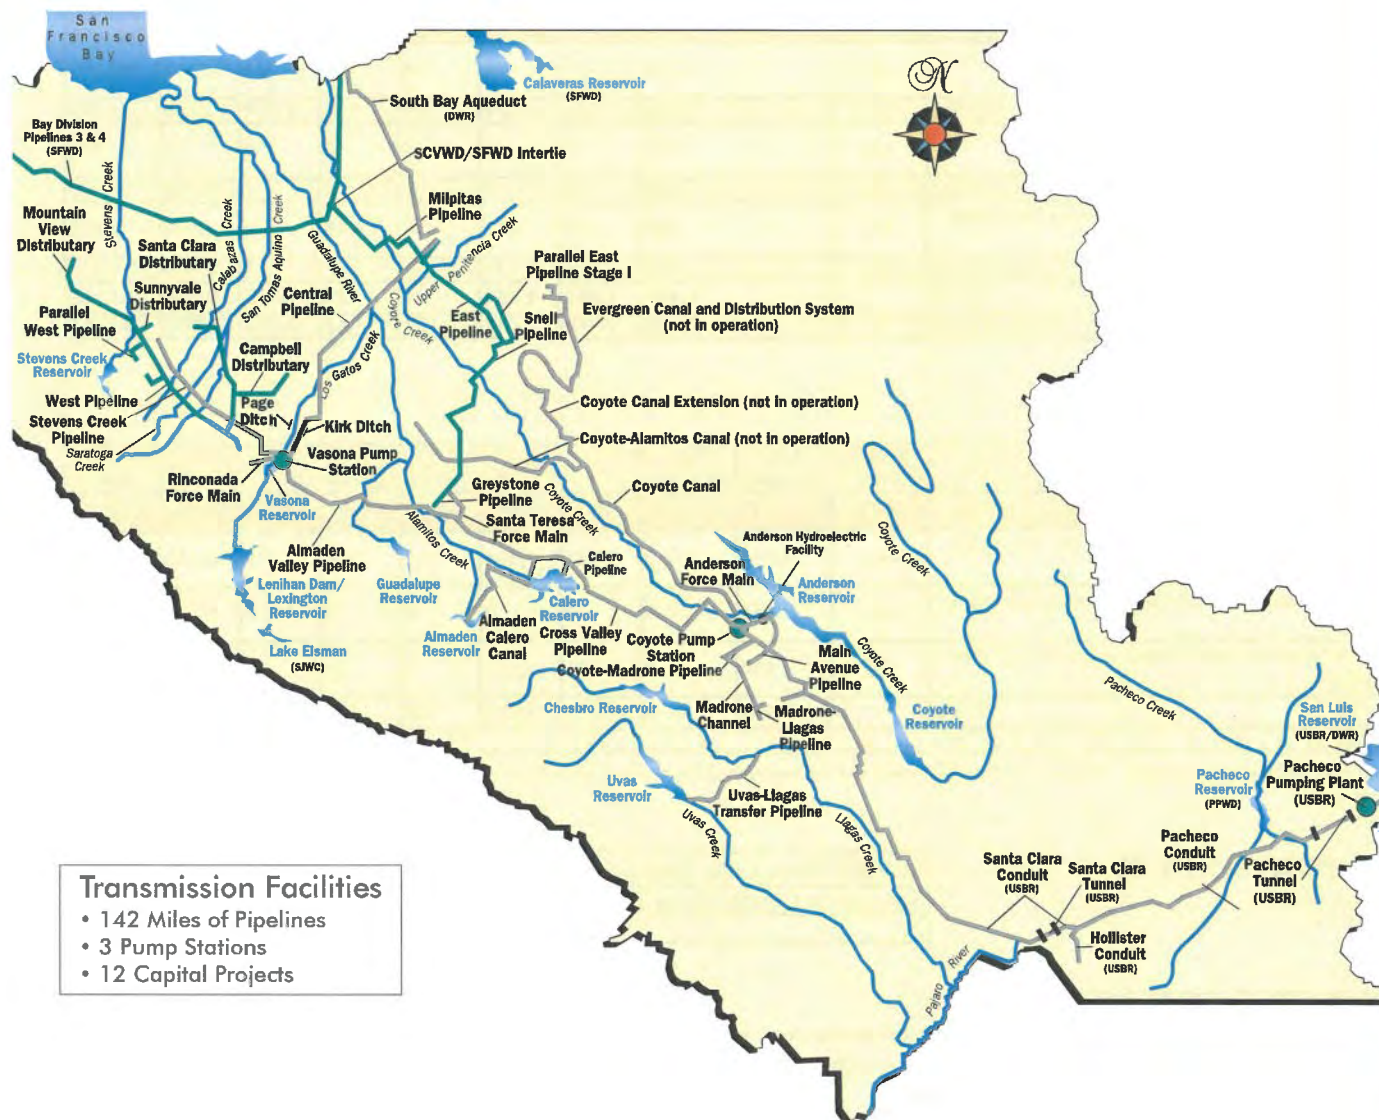 San
Francisco
Bay
N
Calaveras Reservoir
(SFWD)
South Bay Aqueduct
(DWR)
Bay Division
Pipelines 3 & 4
(SFWD)
SCVWD/SFWD Intertie
Stevens Creek
Calabazas Creek
San Tomas Aquino Creek
Guadalupe River
Milpitas
Pipeline
Upper Penitencia Creek
Mountain
View
Distributary
Santa Clara
Distributary
Parallel East
Pipeline Stage I
Sunnyvale
Distributary
Central
Pipeline
Coyote Creek
East
Pipeline
Snell
Pipeline
Evergreen Canal and Distribution System
(not in operation)
Parallel
West Pipeline
Stevens Creek
Reservoir
Campbell
Distributary
Los Gatos Creek
West Pipeline
Page
Ditch
Coyote Canal Extension (not in operation)
Stevens Creek
Pipeline
Kirk Ditch
Coyote-Alamitos Canal (not in operation)
Saratoga
Creek
Vasona Pump
Station
Rinconada
Force Main
Greystone
Pipeline
Coyote Canal
Coyote Creek
Vasona
Reservoir
Santa Teresa
Force Main
Alamitos Creek
Coyote Creek
Anderson Hydroelectric
Facility
Almaden
Valley Pipeline
Calero
Pipeline
Anderson
Force Main
Lenihan Dam/
Lexington
Reservoir
Guadalupe
Reservoir
Anderson
Reservoir
Calero
Reservoir
Almaden
Reservoir
Almaden
Calero
Canal
Cross Valley
Pipeline
Coyote Pump
Station
Lake Elsman
(SJWC)
Coyote-Madrone Pipeline
Main
Avenue
Pipeline
Coyote Creek
Pacheco Creek
Chesbro Reservoir
Madrone
Channel
Madrone-
Llagas
Pipeline
Coyote
Reservoir
San Luis
Reservoir
(USBR/DWR)
Uvas
Reservoir
Uvas-Llagas
Transfer Pipeline
Pacheco
Reservoir
(PPWD)
Pacheco
Pumping Plant
(USBR)
Uvas Creek
Llagas Creek
Santa Clara
Conduit
(USBR)
Santa Clara
Tunnel
(USBR)
Pacheco
Conduit
(USBR)
Pacheco
Tunnel
(USBR)
Hollister
Conduit
(USBR)
Pajaro River
Transmission Facilities
• 142 Miles of Pipelines
• 3 Pump Stations
• 12 Capital Projects